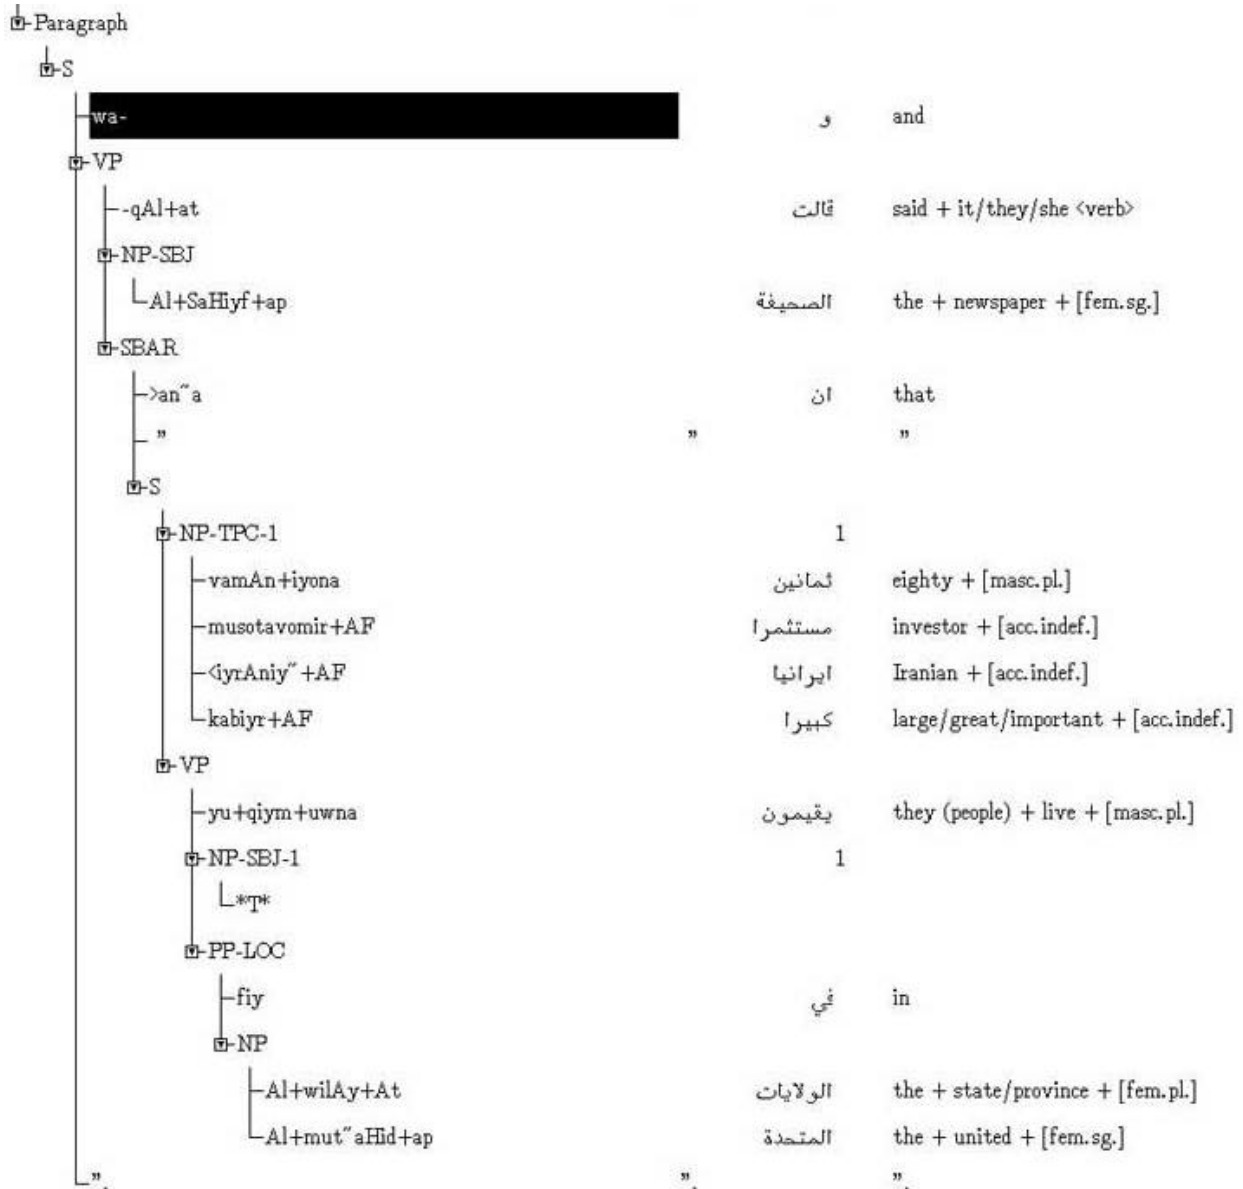 Paragraph
S
wa- و and
VP
-qAl+at قالت said + it/they/she <verb>
NP-SBJ
Al+SaHiyf+ap الصحيفة the + newspaper + [fem.sg.]
SBAR
>an~a ان that
" " "
S
NP-TPC-1 1
vamAn+iyona ثمانين eighty + [masc.pl.]
musotavomir+AF مستثمرا investor + [acc.indef.]
<iyrAniy~+AF ايرانيا Iranian + [acc.indef.]
kabiyr+AF كبيرا large/great/important + [acc.indef.]
VP
yu+qiym+uwna يقيمون they (people) + live + [masc.pl.]
NP-SBJ-1 1
*T*
PP-LOC
fiy في in
NP
Al+wilAy+At الولايات the + state/province + [fem.pl.]
Al+mut~aHid+ap المتحدة the + united + [fem.sg.]
". ". ".